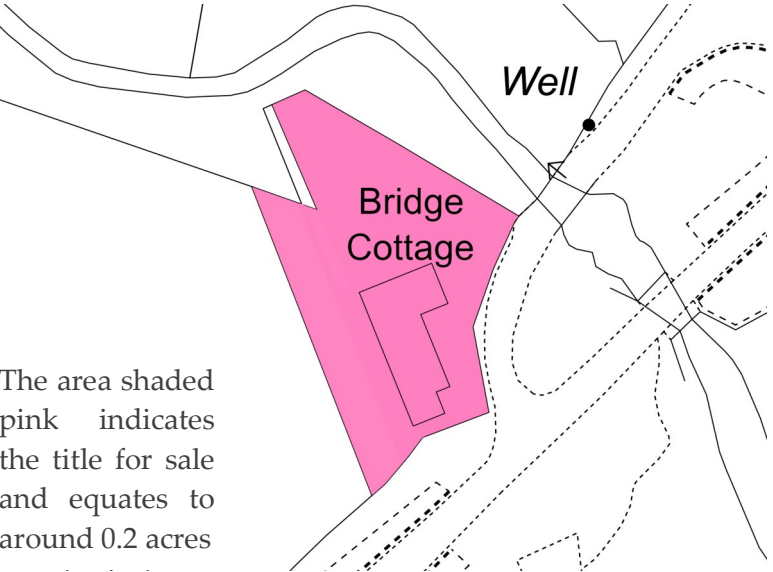 Well
Bridge
Cottage
The area shaded
pink indicates
the title for sale
and equates to
around 0.2 acres